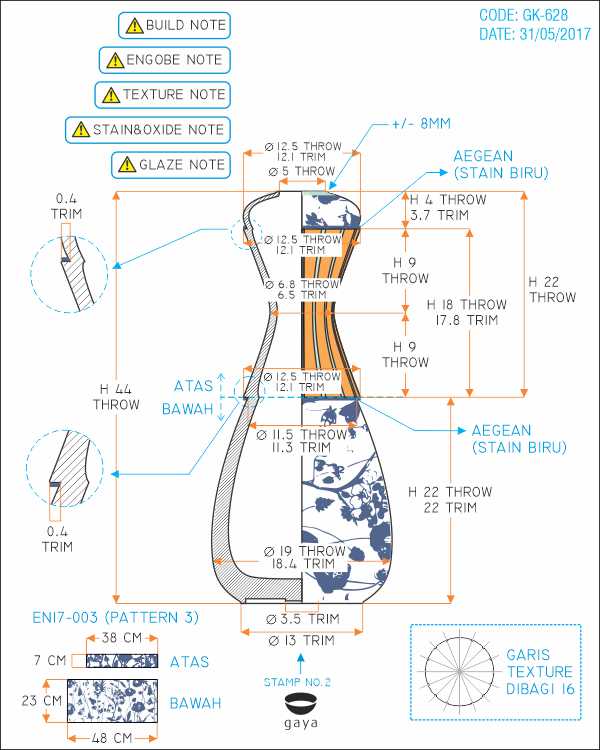 CODE: GK-628
DATE: 31/05/2017
BUILD NOTE
ENGOBE NOTE
TEXTURE NOTE
STAIN&OXIDE NOTE
GLAZE NOTE
+/- 8MM
Ø 12.5 THROW
12.1 TRIM
Ø 5 THROW
AEGEAN
(STAIN BIRU)
0.4
TRIM
H 4 THROW
3.7 TRIM
Ø 12.5 THROW
12.1 TRIM
H 9
THROW
Ø 6.8 THROW
6.5 TRIM
H 22
THROW
H 18 THROW
17.8 TRIM
H 9
THROW
Ø 12.5 THROW
12.1 TRIM
ATAS
BAWAH
H 44
THROW
Ø 11.5 THROW
11.3 TRIM
AEGEAN
(STAIN BIRU)
H 22 THROW
22 TRIM
0.4
TRIM
Ø 19 THROW
18.4 TRIM
Ø 3.5 TRIM
Ø 13 TRIM
EN17-003 (PATTERN 3)
38 CM
7 CM
ATAS
23 CM
BAWAH
48 CM
STAMP NO.2
gaya
GARIS
TEXTURE
DIBAGI 16